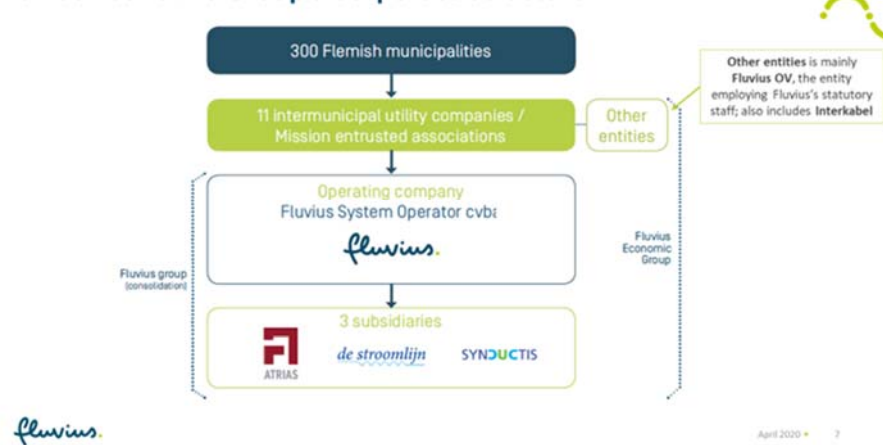 300 Flemish municipalities
11 intermunicipal utility companies /
Mission entrusted associations
Other
entities
Other entities is mainly
Fluvius OV, the entity
employing Fluvius's statutory
staff; also includes Interkabel
Operating company
Fluvius System Operator cvba
fluvius.
Fluvius group
(consolidation)
Fluvius
Economic
Group
3 subsidiaries
ATRIAS
de stroomlijn
SYNDUCTIS
fluvius.
April 2020
7